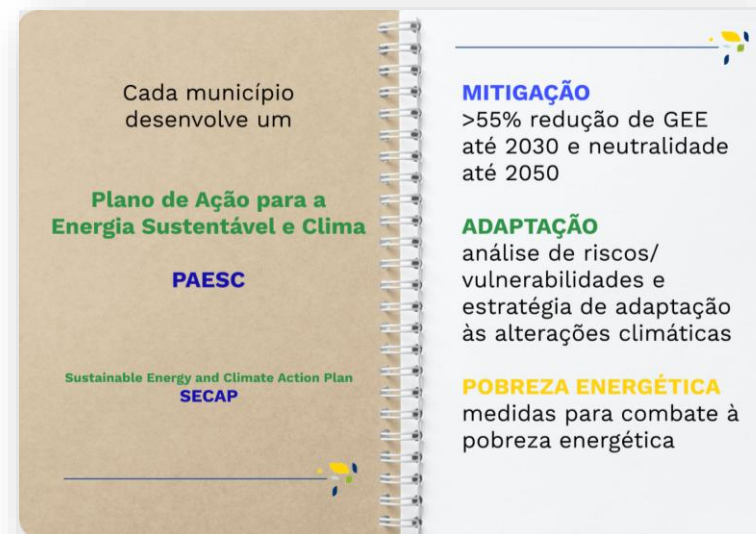 Cada município
desenvolve um
Plano de Ação para a
Energia Sustentável e Clima
PAESC
Sustainable Energy and Climate Action Plan
SECAP
MITIGAÇÃO
>55% redução de GEE
até 2030 e neutralidade
até 2050
ADAPTAÇÃO
análise de riscos/
vulnerabilidades e
estratégia de adaptação
às alterações climáticas
POBREZA ENERGÉTICA
medidas para combate à
pobreza energética